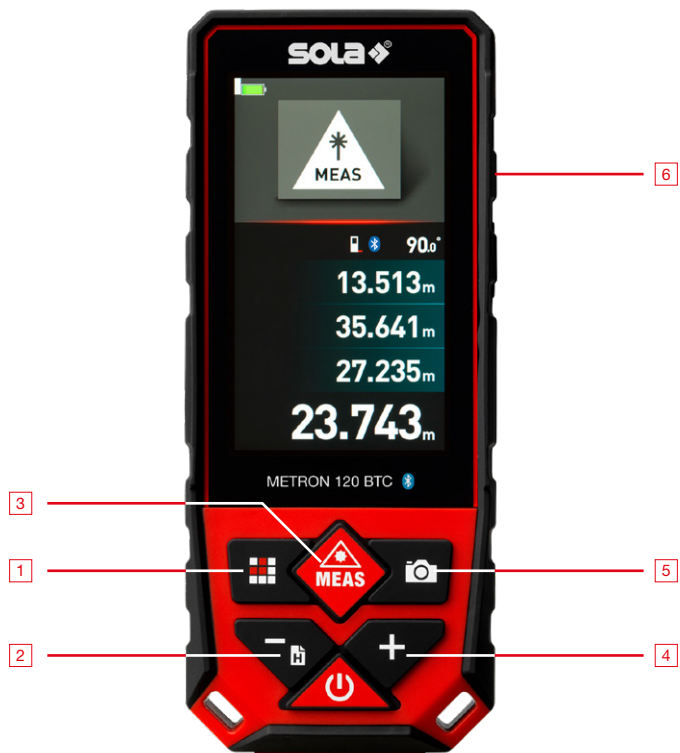 SOLA®
MEAS
90.0°
13.513m
35.641m
27.235m
23.743m
METRON 120 BTC
MEAS
H
1
2
3
4
5
6